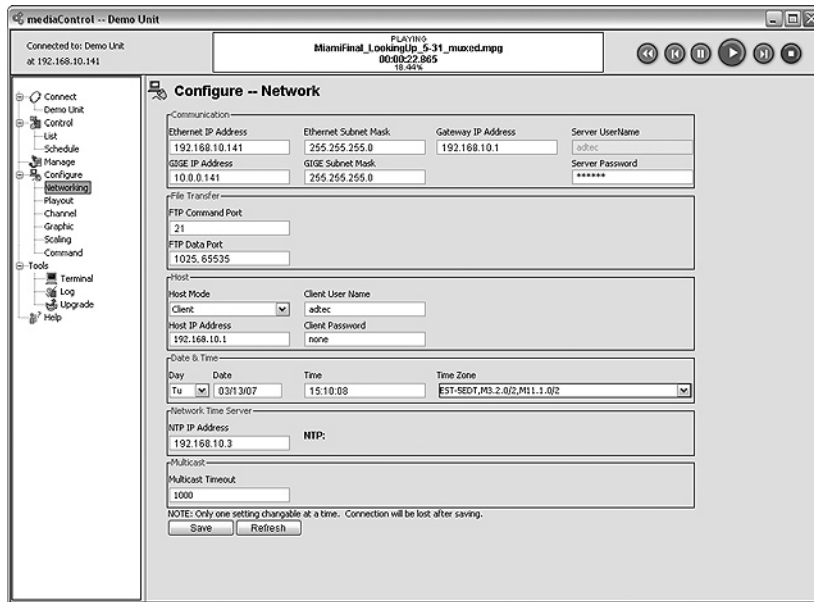 mediaControl -- Demo Unit
Connected to: Demo Unit
at 192.168.10.141
PLAYING
MiamiFinal_LookingUp_5-31_muxed.mpg
00:00:22.865
18.44%
Connect
Demo Unit
Control
List
Schedule
Manage
Configure
Networking
Playout
Channel
Graphic
Scaling
Command
Tools
Terminal
Log
Upgrade
Help
Configure -- Network
Communication
Ethernet IP Address Ethernet Subnet Mask Gateway IP Address Server UserName
192.168.10.141 255.255.255.0 192.168.10.1 adtec
GIGE IP Address GIGE Subnet Mask Server Password
10.0.0.141 255.255.255.0 ******
File Transfer
FTP Command Port
21
FTP Data Port
1025, 65535
Host
Host Mode Client User Name
Client adtec
Host IP Address Client Password
192.168.10.1 none
Date & Time
Day Date Time Time Zone
Tu 03/13/07 15:10:08 EST-5EDT,M3.2.0/2,M11.1.0/2
Network Time Server
NTP IP Address
192.168.10.3 NTP:
Multicast
Multicast Timeout
1000
NOTE: Only one setting changable at a time. Connection will be lost after saving.
Save Refresh